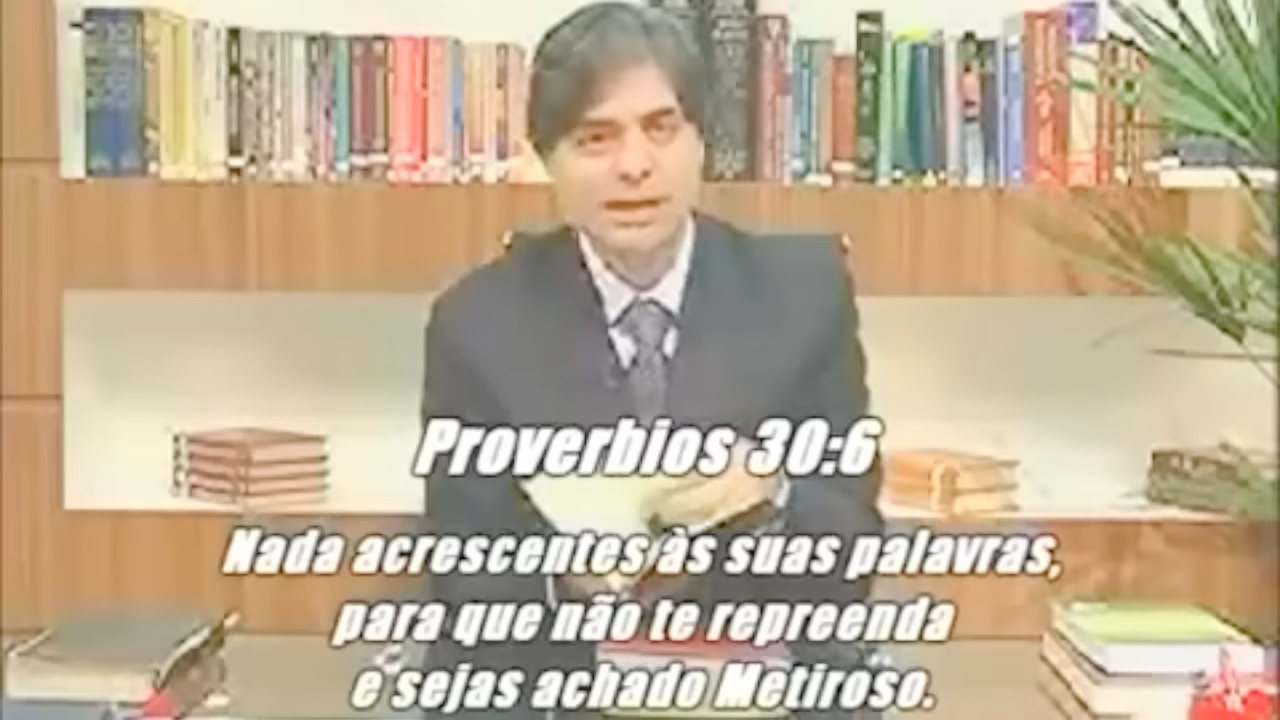 Proverbios 30:6
Nada acrescentes às suas palavras,
para que não te repreenda
e sejas achado Metiroso.